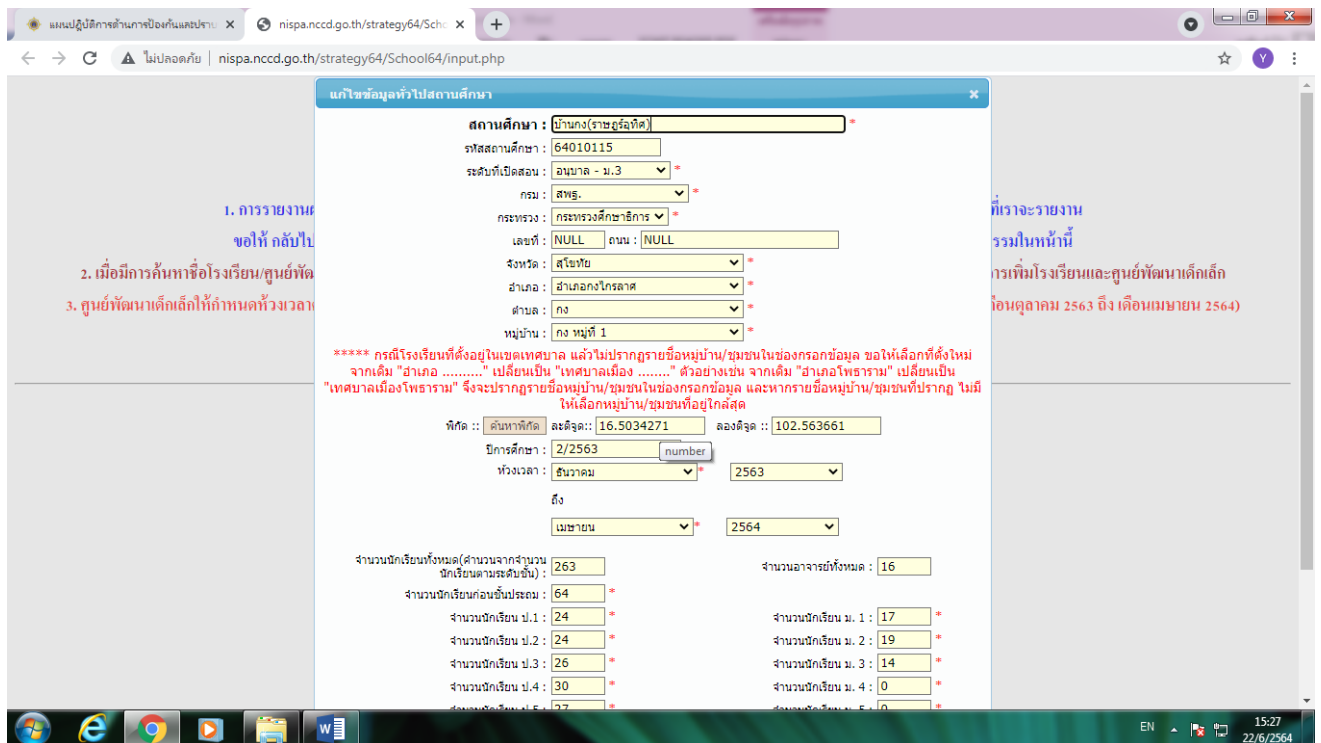 แผนปฏิบัติการด้านการป้องกันและปรา
nispa.nccd.go.th/strategy64/Scho
ไม่ปลอดภัย | nispa.nccd.go.th/strategy64/School64/input.php
Y
แก้ไขข้อมูลทั่วไปสถานศึกษา ×
สถานศึกษา : บ้านกง(ราษฎร์อุทิศ) *
รหัสสถานศึกษา : 64010115
ระดับที่เปิดสอน : อนุบาล - ม.3 *
กรม : สพฐ. *
1. การรายงาน ที่เราจะรายงาน
กระทรวง : กระทรวงศึกษาธิการ *
เลขที่ : NULL ถนน : NULL
ขอให้ กลับไป รรมในหน้านี้
จังหวัด : สุโขทัย *
2. เมื่อมีการค้นหาชื่อโรงเรียน/ศูนย์พัฒ ารเพิ่มโรงเรียนและศูนย์พัฒนาเด็กเล็ก
อำเภอ : อำเภอกงไกรลาศ *
3. ศูนย์พัฒนาเด็กเล็กให้กำหนดห้วงเวลา ือนตุลาคม 2563 ถึง เดือนเมษายน 2564)
ตำบล : กง *
หมู่บ้าน : กง หมู่ที่ 1 *
***** กรณีโรงเรียนที่ตั้งอยู่ในเขตเทศบาล แล้วไม่ปรากฏรายชื่อหมู่บ้าน/ชุมชนในช่องกรอกข้อมูล ขอให้เลือกที่ตั้งใหม่
จากเดิม "อำเภอ .........." เปลี่ยนเป็น "เทศบาลเมือง ........" ตัวอย่างเช่น จากเดิม "อำเภอโพธาราม" เปลี่ยนเป็น
"เทศบาลเมืองโพธาราม" จึงจะปรากฏรายชื่อหมู่บ้าน/ชุมชนในช่องกรอกข้อมูล และหากรายชื่อหมู่บ้าน/ชุมชนที่ปรากฏ ไม่มี
ให้เลือกหมู่บ้าน/ชุมชนที่อยู่ใกล้สุด
พิกัด :: ค้นหาพิกัด ละติจูด:: 16.5034271 ลองติจูด :: 102.563661
ปีการศึกษา : 2/2563
number
ห้วงเวลา : ธันวาคม * 2563
ถึง
เมษายน * 2564
จำนวนนักเรียนทั้งหมด(คำนวนจากจำนวน
นักเรียนตามระดับชั้น) : 263 จำนวนอาจารย์ทั้งหมด : 16
จำนวนนักเรียนก่อนชั้นประถม : 64 *
จำนวนนักเรียน ป.1 : 24 * จำนวนนักเรียน ม. 1 : 17 *
จำนวนนักเรียน ป.2 : 24 * จำนวนนักเรียน ม. 2 : 19 *
จำนวนนักเรียน ป.3 : 26 * จำนวนนักเรียน ม. 3 : 14 *
จำนวนนักเรียน ป.4 : 30 * จำนวนนักเรียน ม. 4 : 0 *
EN 15:27
22/6/2564